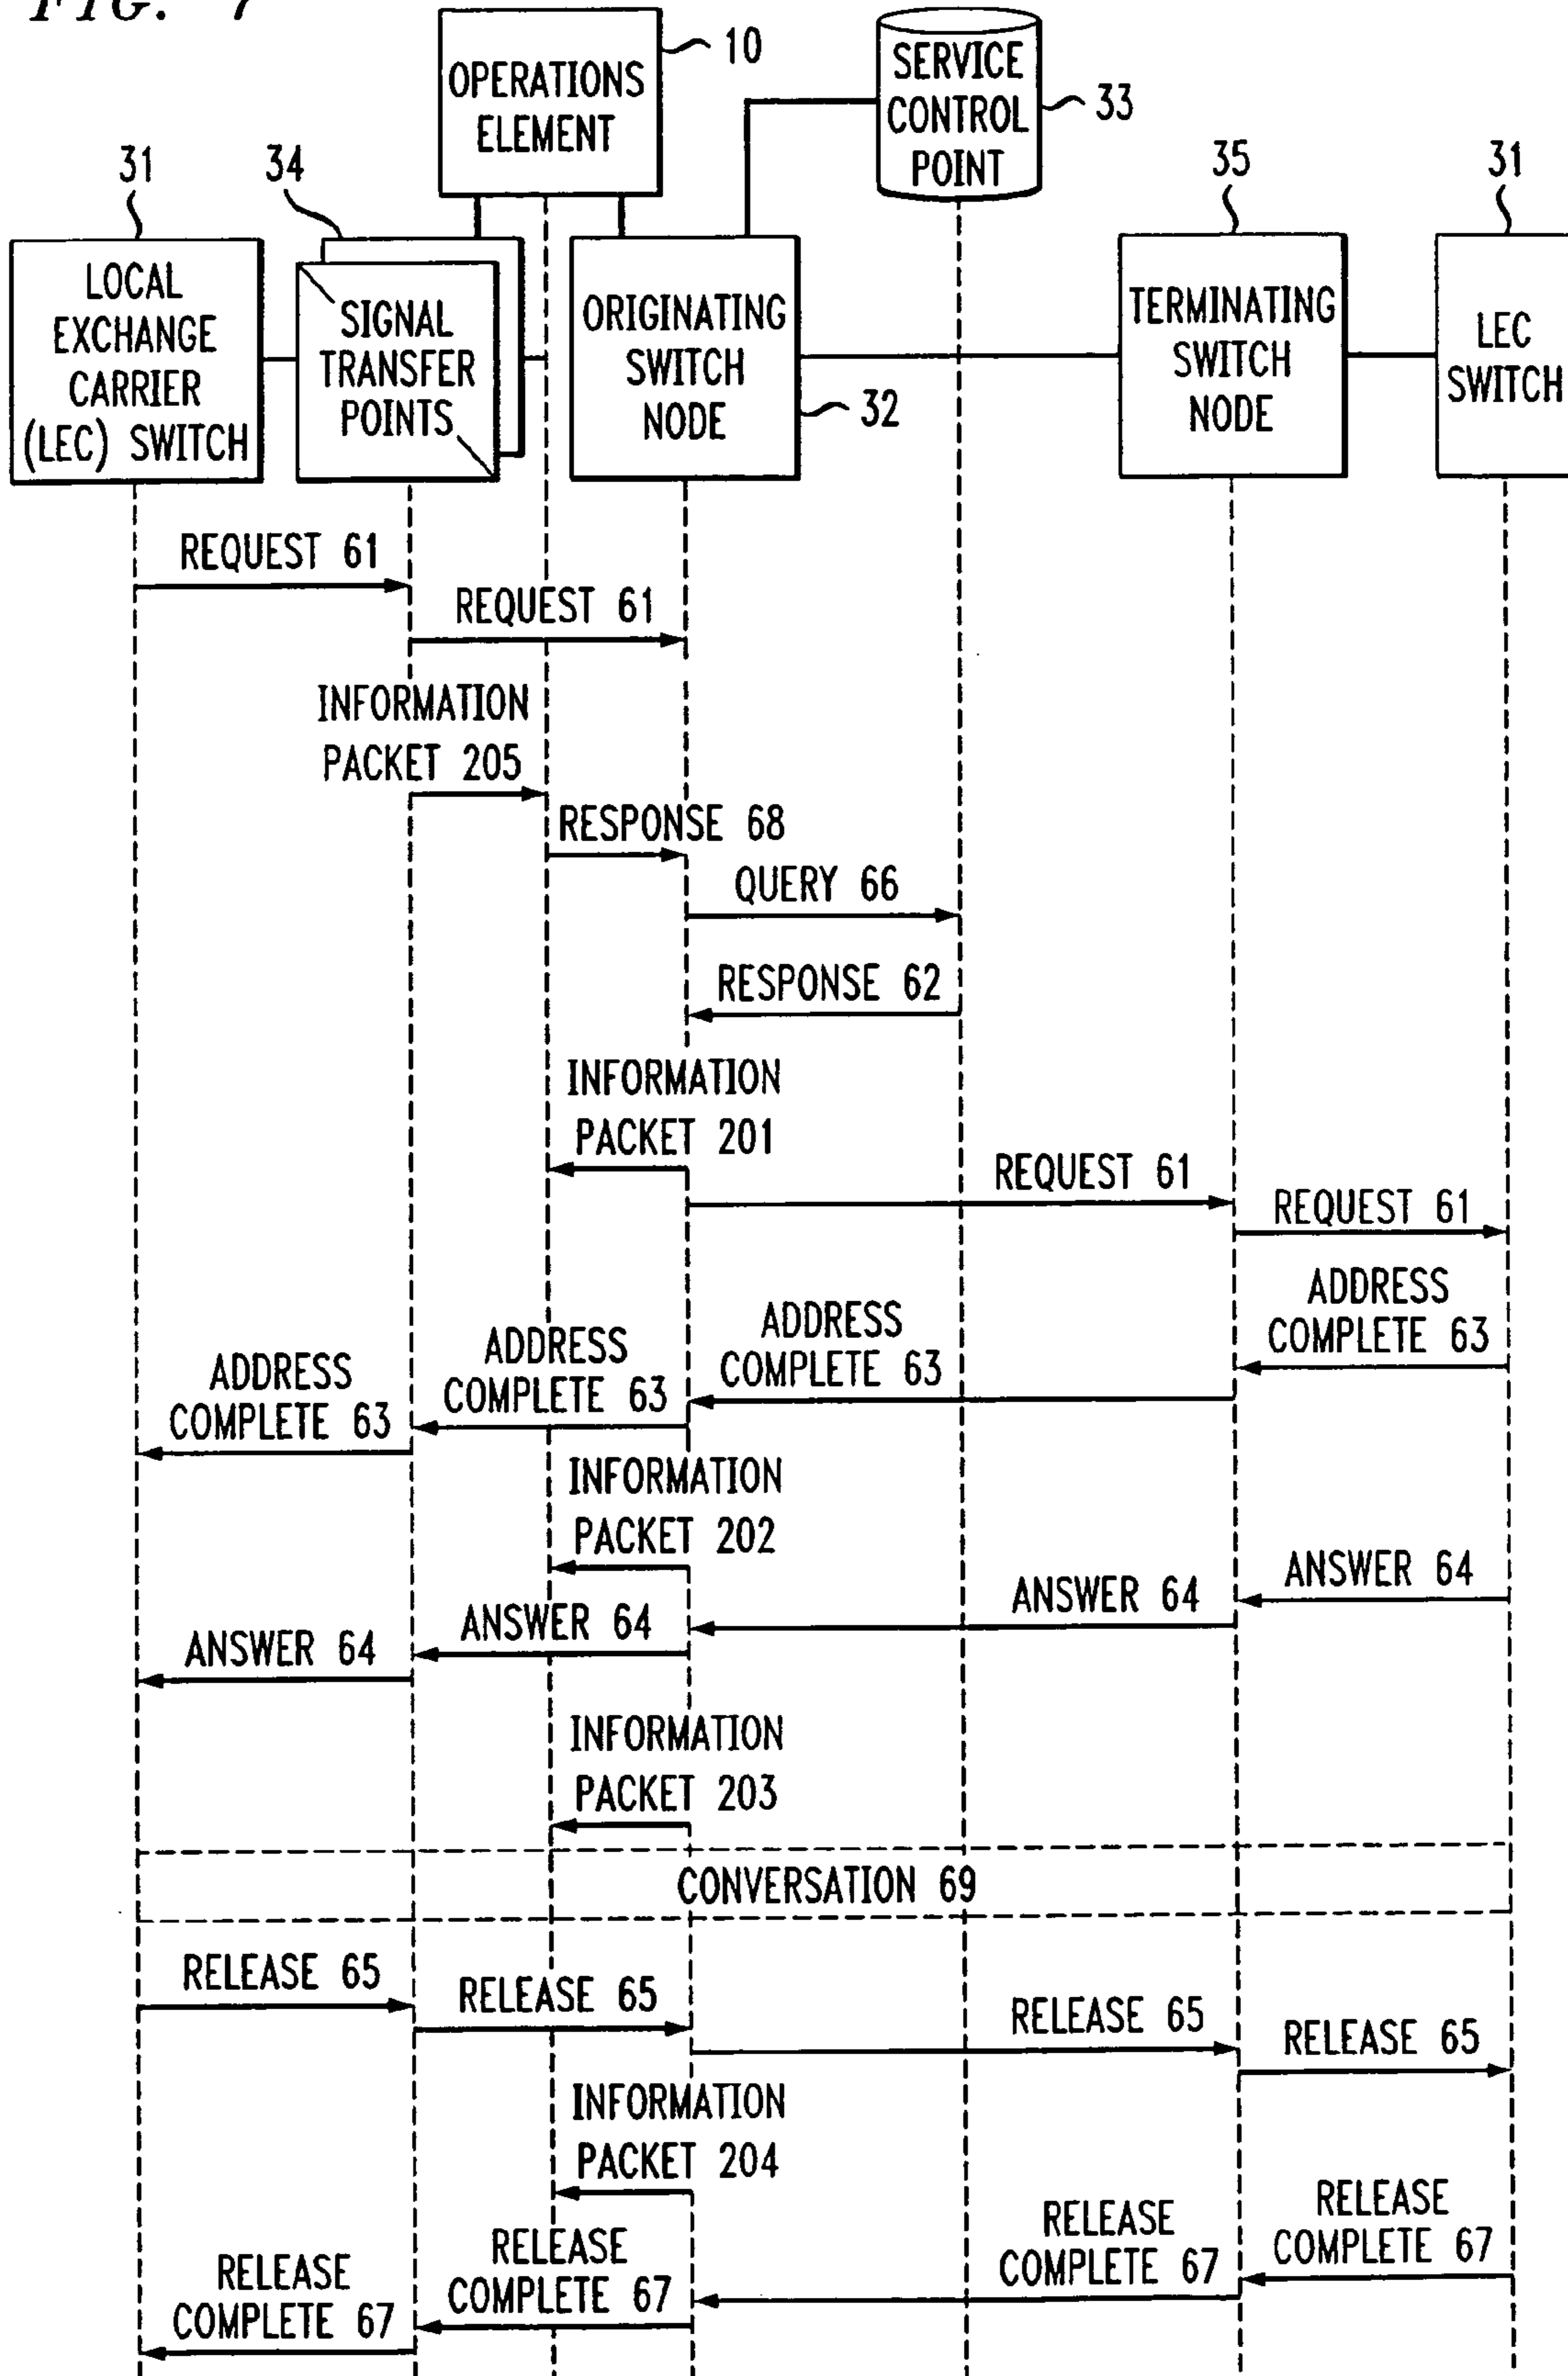 FIG. 7
OPERATIONS
ELEMENT
10
SERVICE
CONTROL
POINT
33
31
34
35
31
LOCAL
EXCHANGE
CARRIER
(LEC) SWITCH
SIGNAL
TRANSFER
POINTS
ORIGINATING
SWITCH
NODE
32
TERMINATING
SWITCH
NODE
LEC
SWITCH
REQUEST 61
REQUEST 61
INFORMATION
PACKET 205
RESPONSE 68
QUERY 66
RESPONSE 62
INFORMATION
PACKET 201
REQUEST 61
REQUEST 61
ADDRESS
COMPLETE 63
ADDRESS
COMPLETE 63
ADDRESS
COMPLETE 63
ADDRESS
COMPLETE 63
INFORMATION
PACKET 202
ANSWER 64
ANSWER 64
ANSWER 64
ANSWER 64
INFORMATION
PACKET 203
CONVERSATION 69
RELEASE 65
RELEASE 65
RELEASE 65
RELEASE 65
INFORMATION
PACKET 204
RELEASE
COMPLETE 67
RELEASE
COMPLETE 67
RELEASE
COMPLETE 67
RELEASE
COMPLETE 67